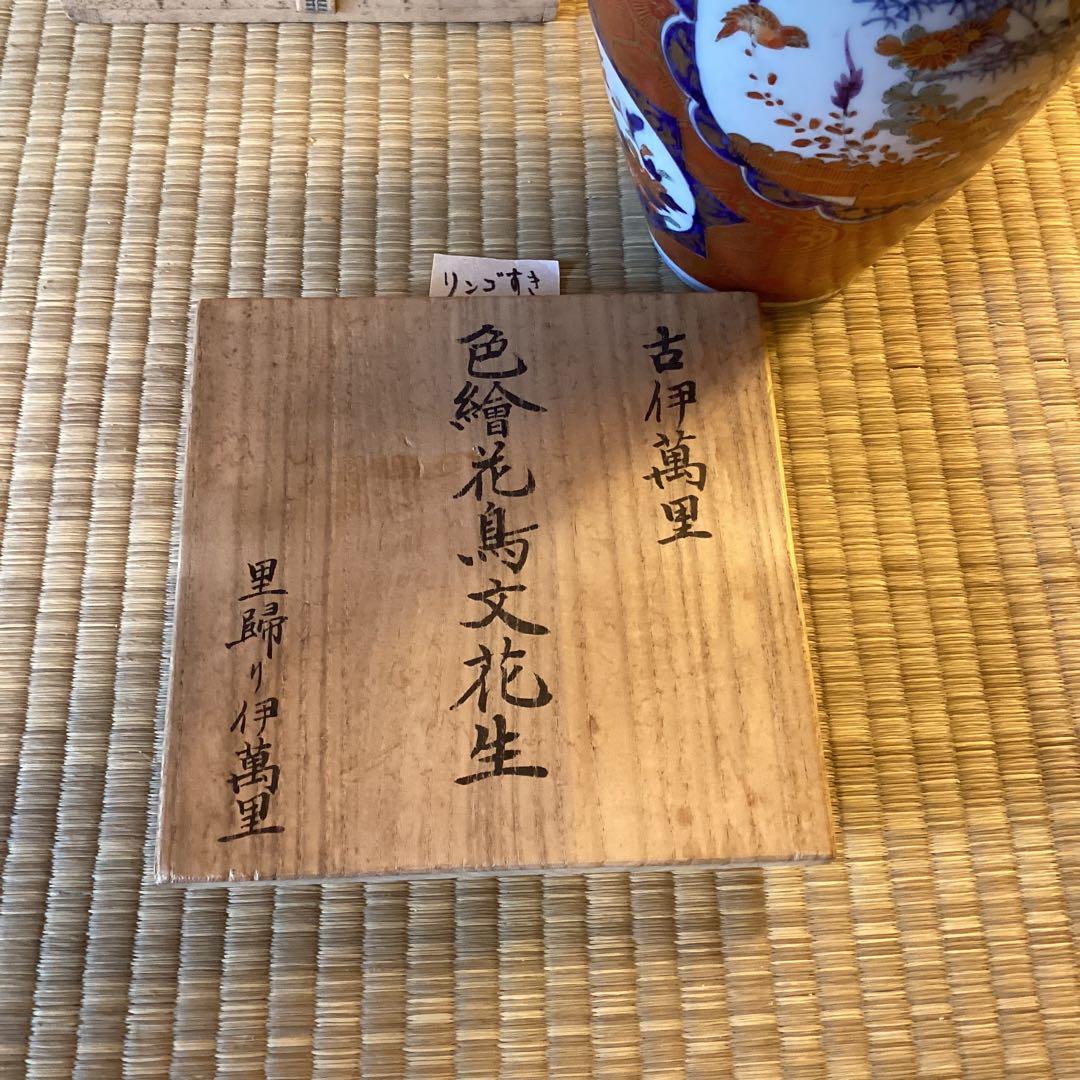 リンゴすき
古伊萬里
色繪花鳥文花生
里歸り伊萬里